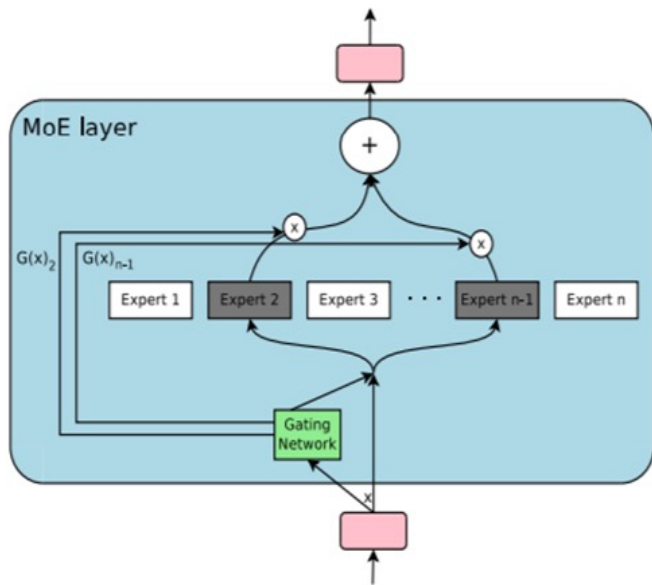 MoE layer
+
x
x
G(x)2
G(x)n-1
Expert 1
Expert 2
Expert 3
. . .
Expert n-1
Expert n
Gating
Network
x